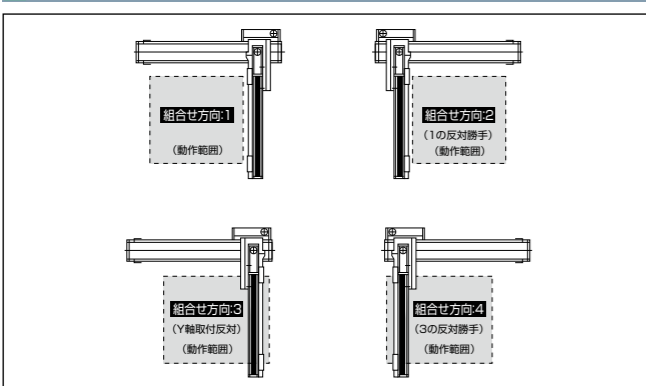 組合せ方向:1
（動作範囲）
組合せ方向:2
（1の反対勝手）
（動作範囲）
組合せ方向:3
（Y軸取付反対）
（動作範囲）
組合せ方向:4
（3の反対勝手）
（動作範囲）